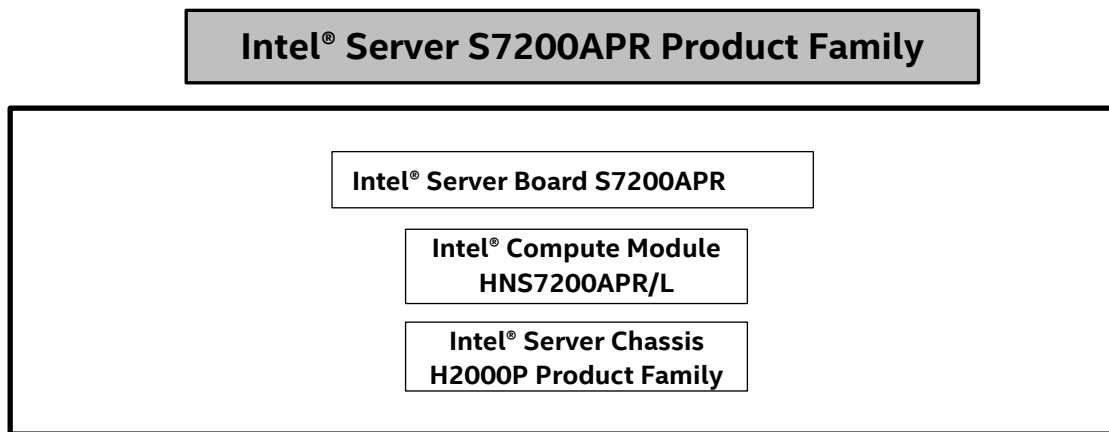 Intel® Server S7200APR Product Family
Intel® Server Board S7200APR
Intel® Compute Module
HNS7200APR/L
Intel® Server Chassis
H2000P Product Family